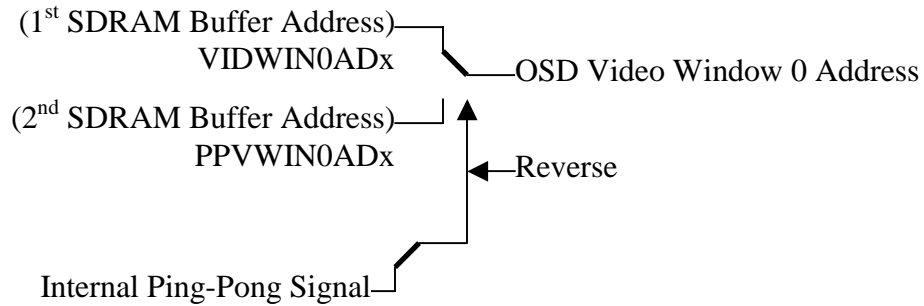 (1st SDRAM Buffer Address)
VIDWIN0ADx
OSD Video Window 0 Address
(2nd SDRAM Buffer Address)
PPVWIN0ADx
Reverse
Internal Ping-Pong Signal